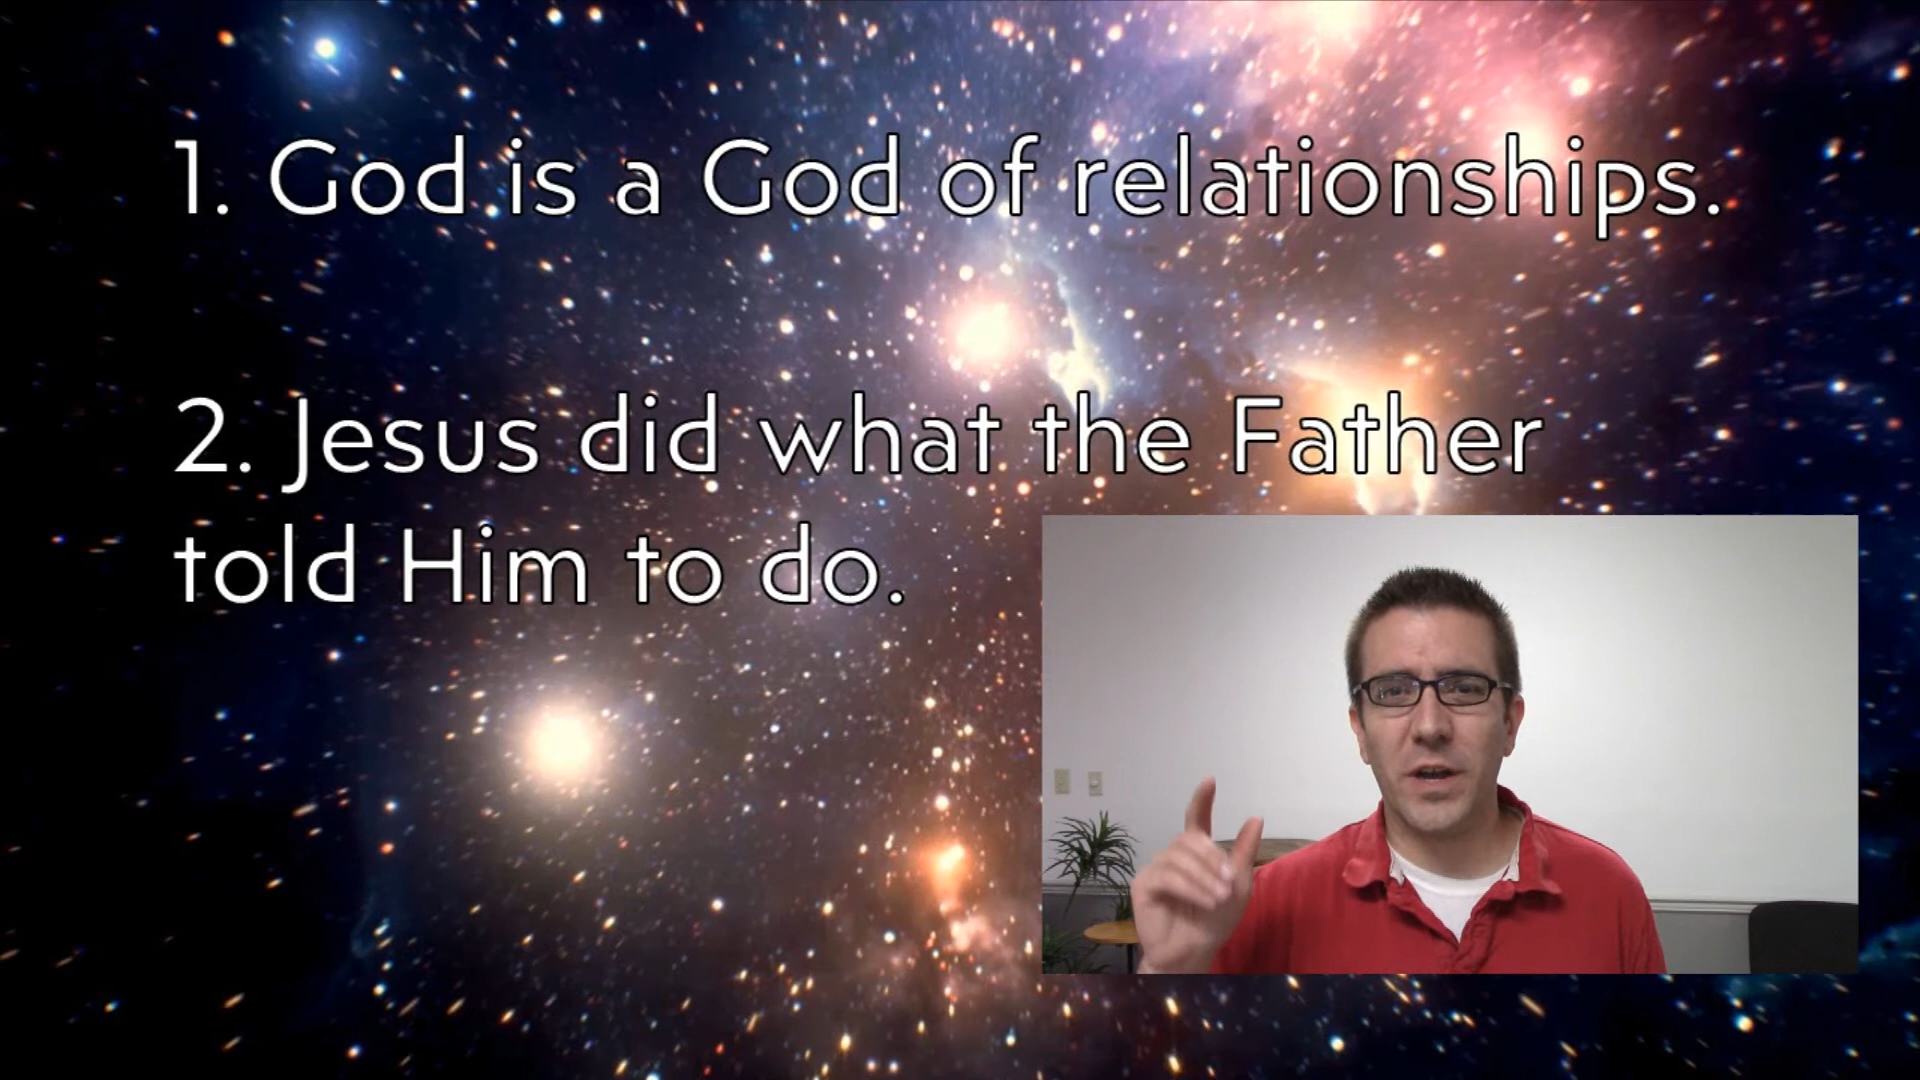 1. God is a God of relationships.
2. Jesus did what the Father
told Him to do.